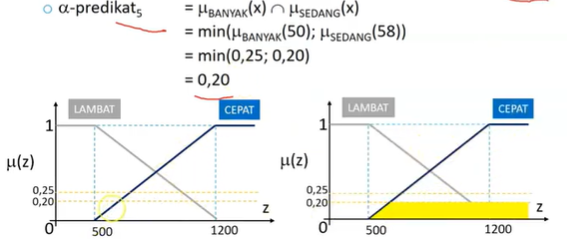 α-predikat₅ = μBANYAK(x) ∩ μSEDANG(x)
= min(μBANYAK(50); μSEDANG(58))
= min(0,25; 0,20)
= 0,20
LAMBAT CEPAT
1
μ(z)
0,25
0,20
0 500 1200 z
LAMBAT CEPAT
1
μ(z)
0,25
0,20
0 500 1200 z